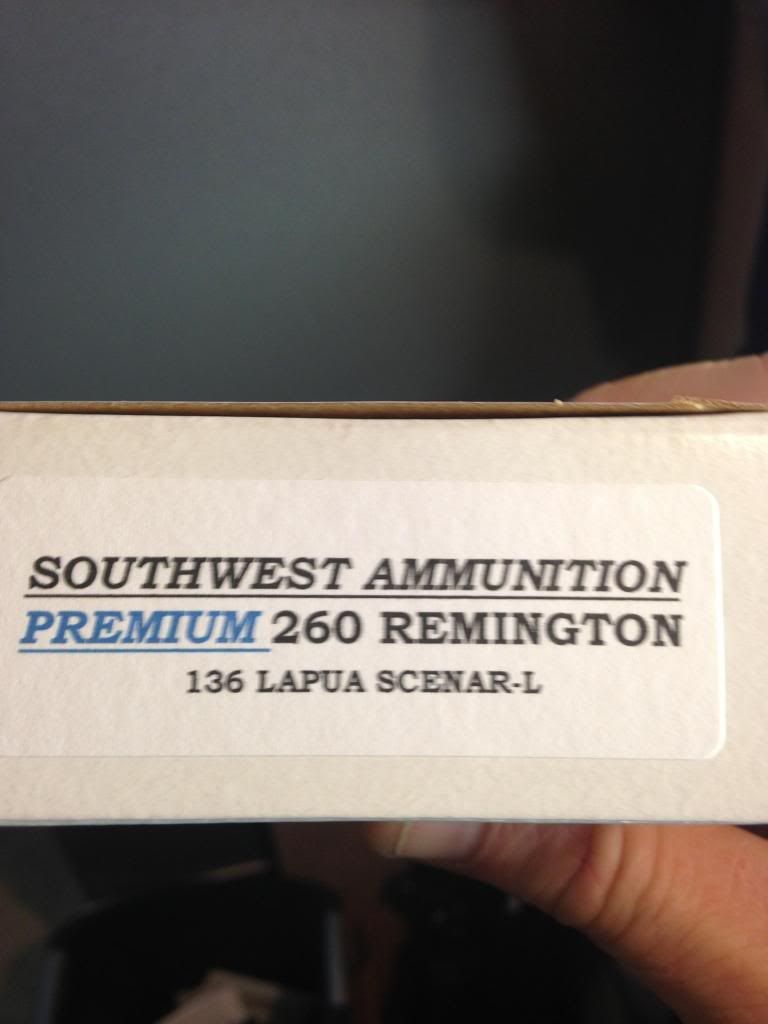 SOUTHWEST AMMUNITION
PREMIUM 260 REMINGTON
136 LAPUA SCENAR-L